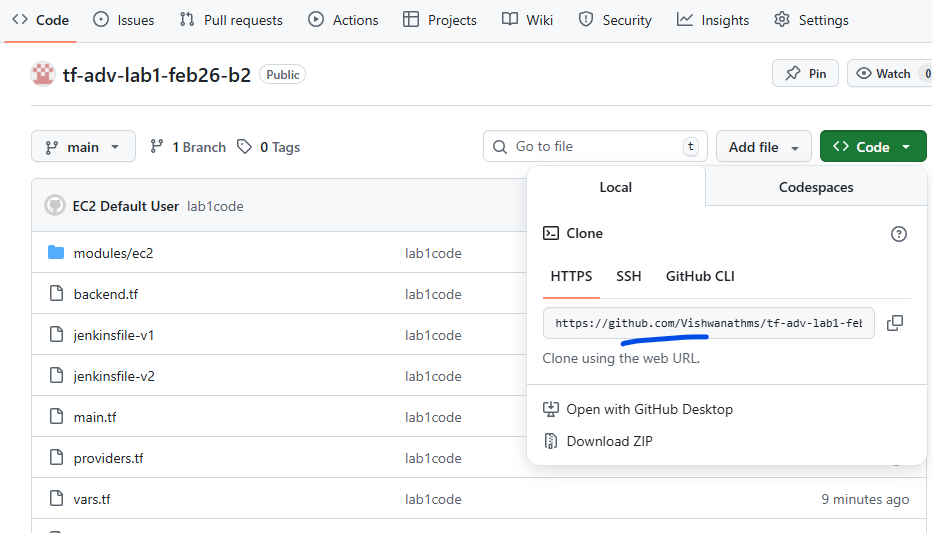 Code Issues Pull requests Actions Projects Wiki Security Insights Settings
tf-adv-lab1-feb26-b2 Public Pin Watch 0
main 1 Branch 0 Tags Go to file t Add file Code
EC2 Default User lab1code
modules/ec2 lab1code
backend.tf lab1code
jenkinsfile-v1 lab1code
jenkinsfile-v2 lab1code
main.tf lab1code
providers.tf lab1code
vars.tf lab1code 9 minutes ago
Local Codespaces
Clone
HTTPS SSH GitHub CLI
https://github.com/Vishwanathms/tf-adv-lab1-feb
Clone using the web URL.
Open with GitHub Desktop
Download ZIP